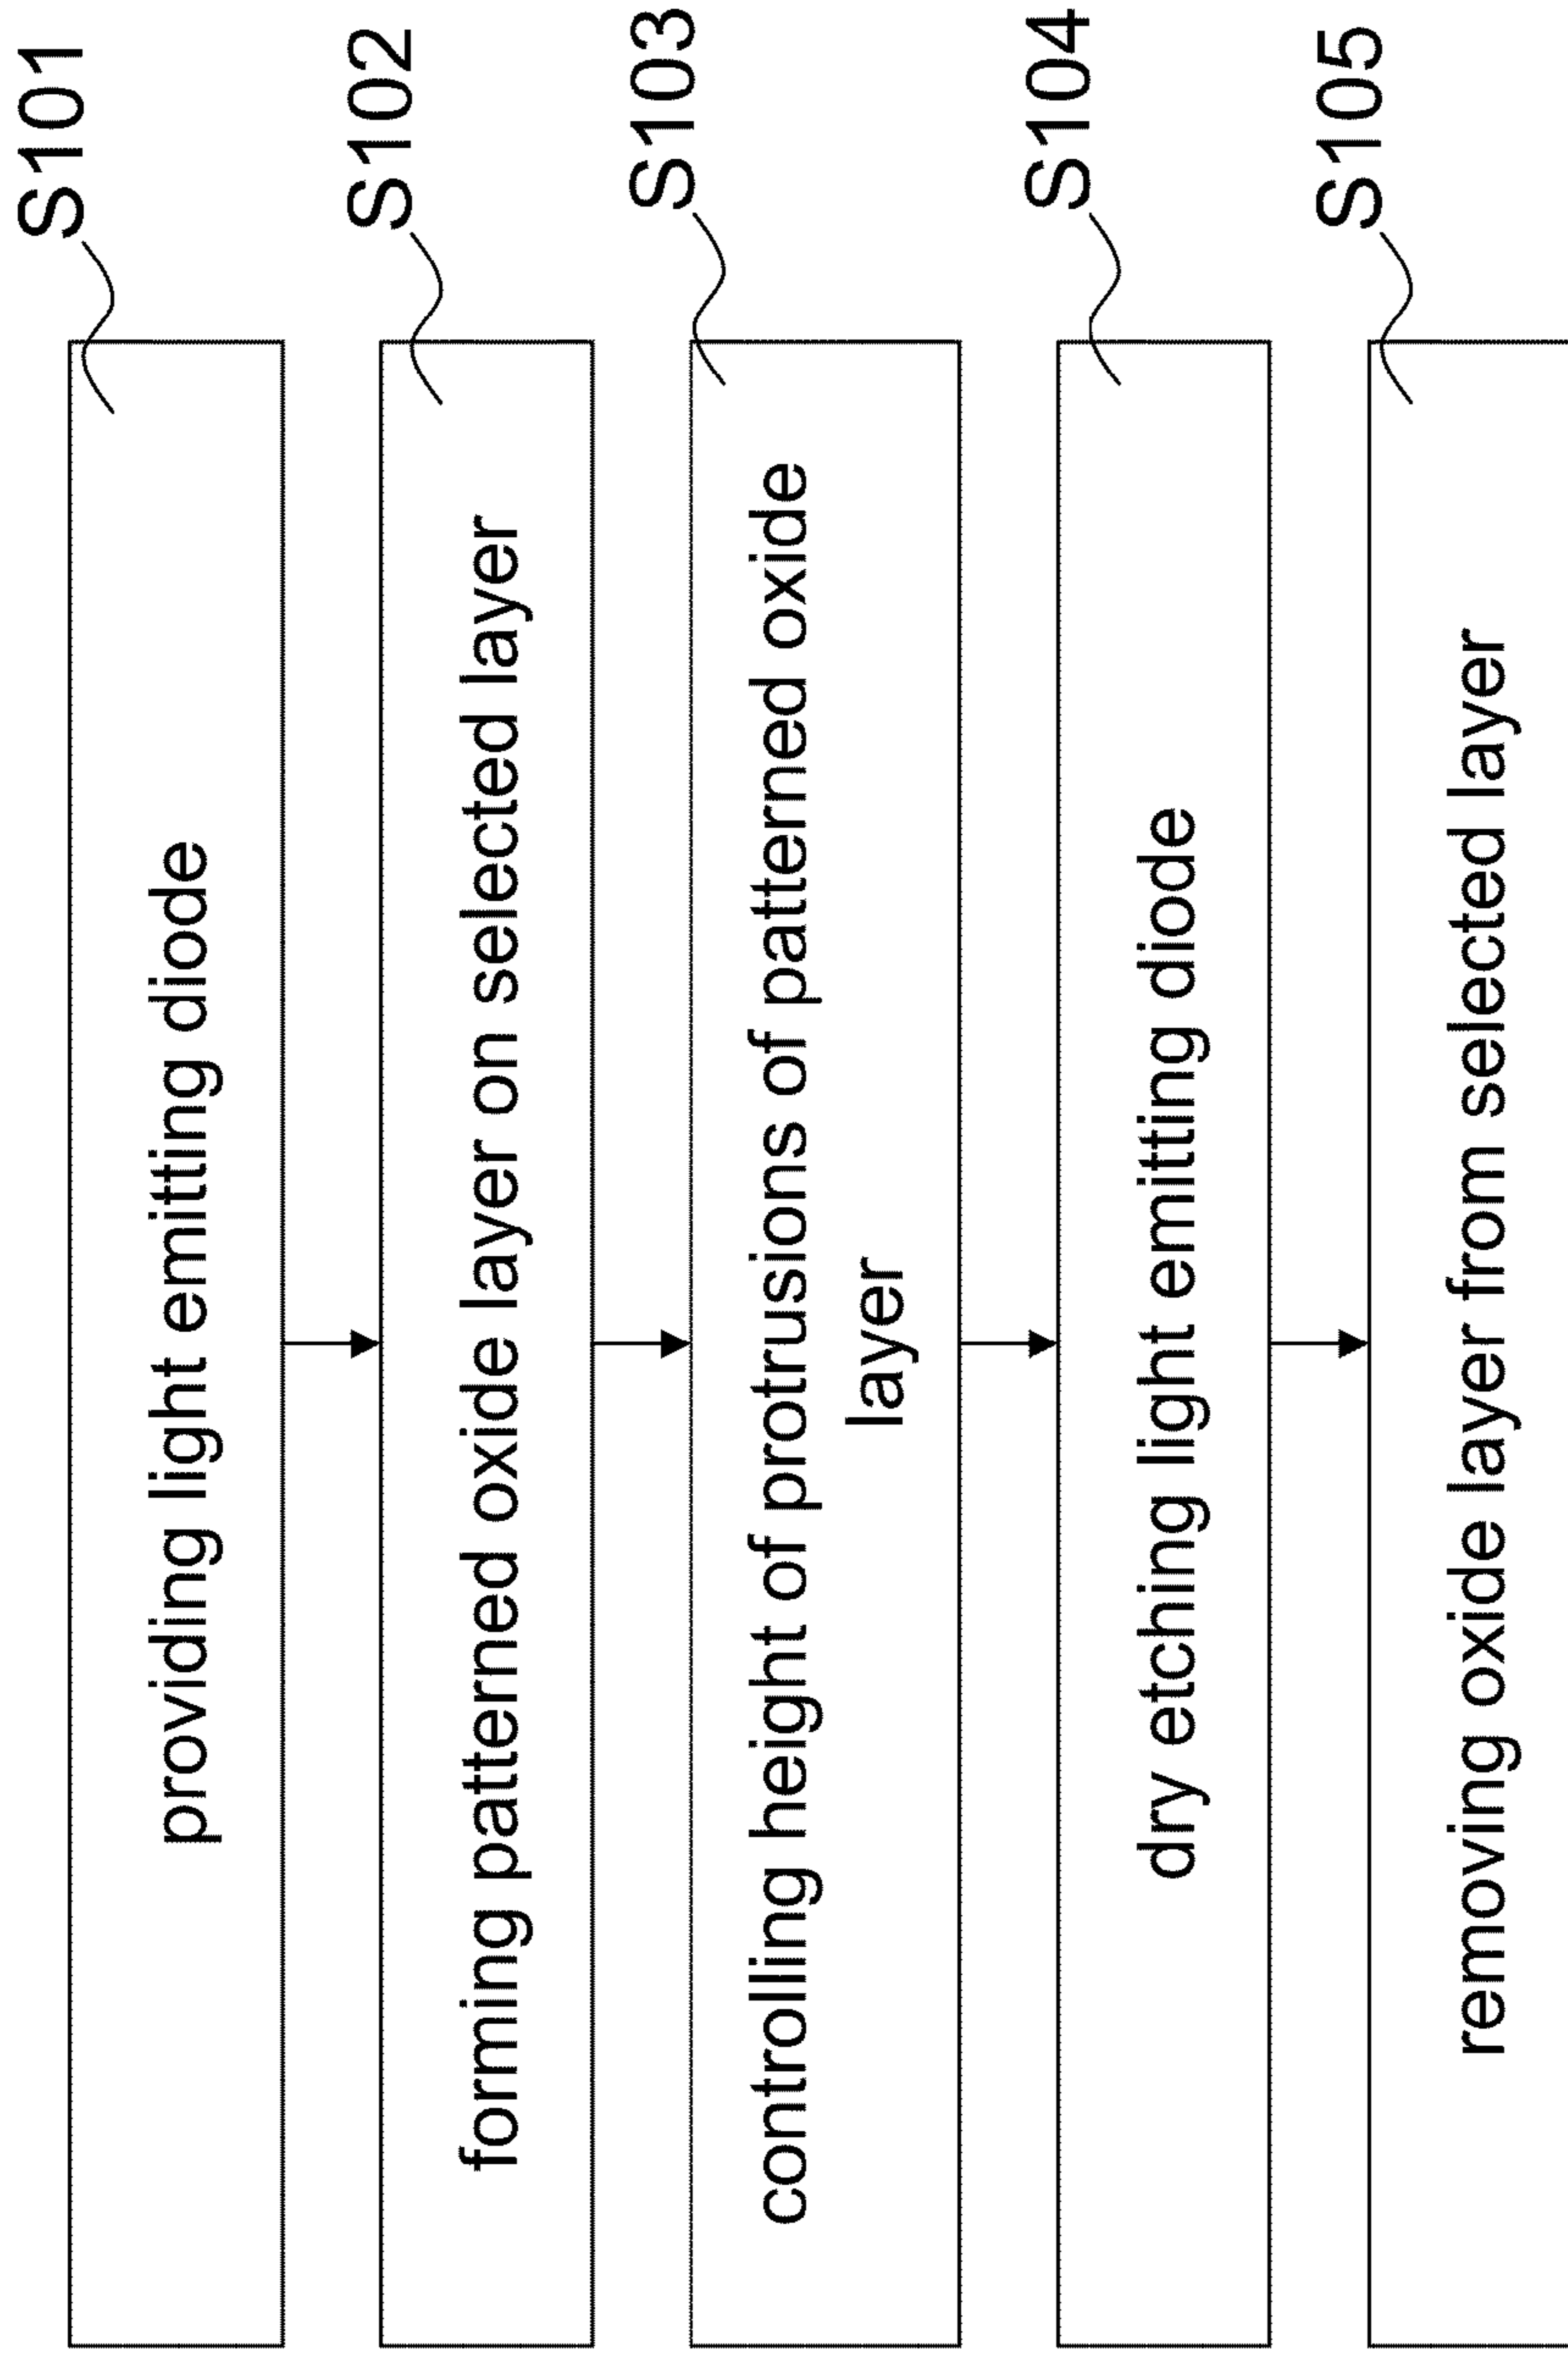 S101
providing light emitting diode
S102
forming patterned oxide layer on selected layer
S103
controlling height of protrusions of patterned oxide
layer
S104
dry etching light emitting diode
S105
removing oxide layer from selected layer